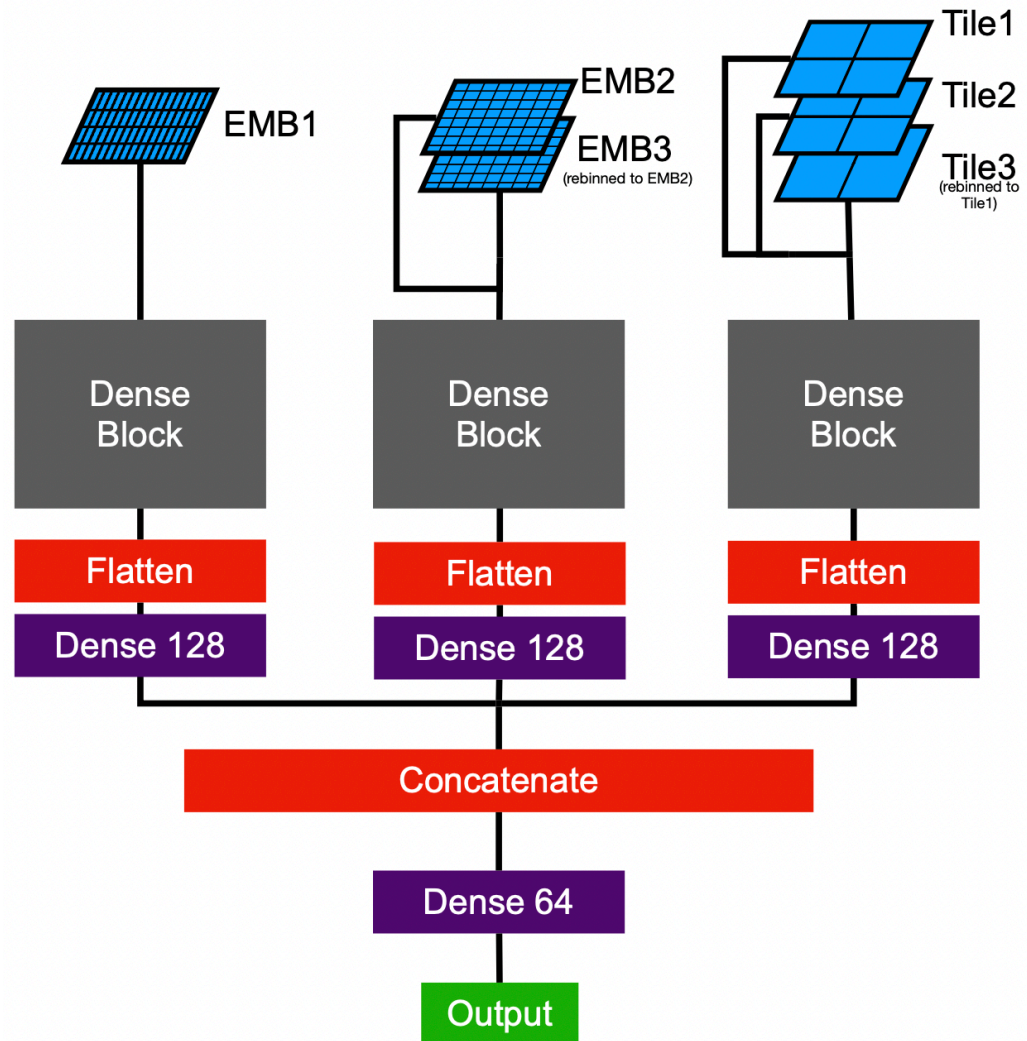 EMB1
EMB2
EMB3
(rebinned to EMB2)
Tile1
Tile2
Tile3
(rebinned to
Tile1)
Dense
Block
Dense
Block
Dense
Block
Flatten
Flatten
Flatten
Dense 128
Dense 128
Dense 128
Concatenate
Dense 64
Output